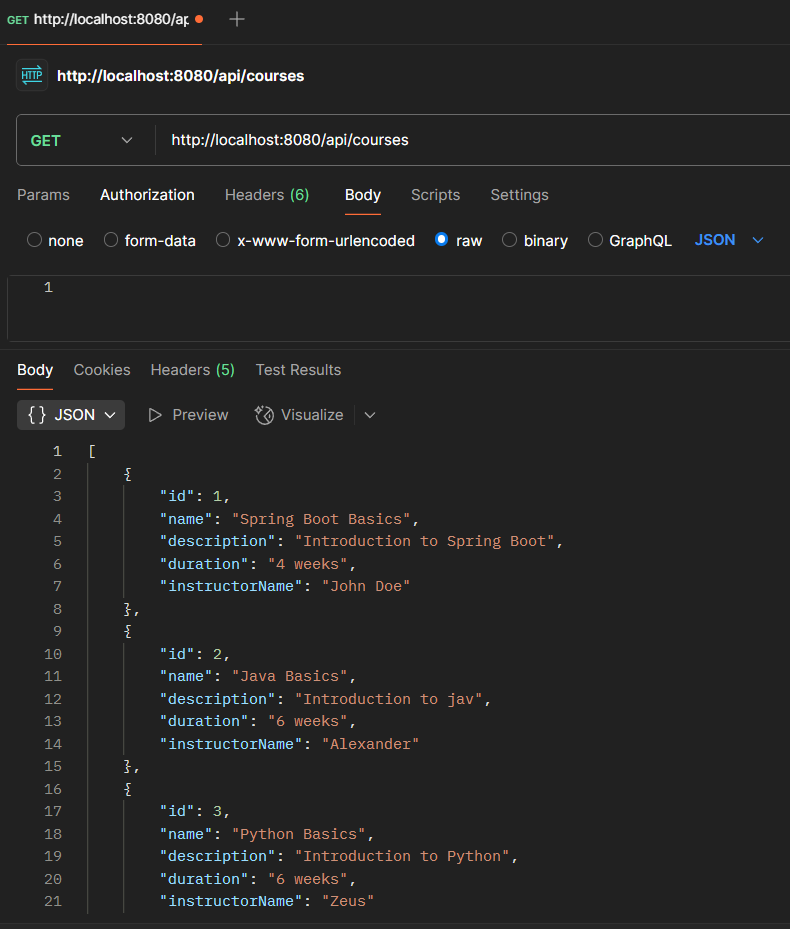 GET http://localhost:8080/ap
HTTP http://localhost:8080/api/courses
GET http://localhost:8080/api/courses
Params Authorization Headers (6) Body Scripts Settings
none form-data x-www-form-urlencoded raw binary GraphQL JSON
1
Body Cookies Headers (5) Test Results
{} JSON Preview Visualize
1 [
2 {
3 "id": 1,
4 "name": "Spring Boot Basics",
5 "description": "Introduction to Spring Boot",
6 "duration": "4 weeks",
7 "instructorName": "John Doe"
8 },
9 {
10 "id": 2,
11 "name": "Java Basics",
12 "description": "Introduction to jav",
13 "duration": "6 weeks",
14 "instructorName": "Alexander"
15 },
16 {
17 "id": 3,
18 "name": "Python Basics",
19 "description": "Introduction to Python",
20 "duration": "6 weeks",
21 "instructorName": "Zeus"